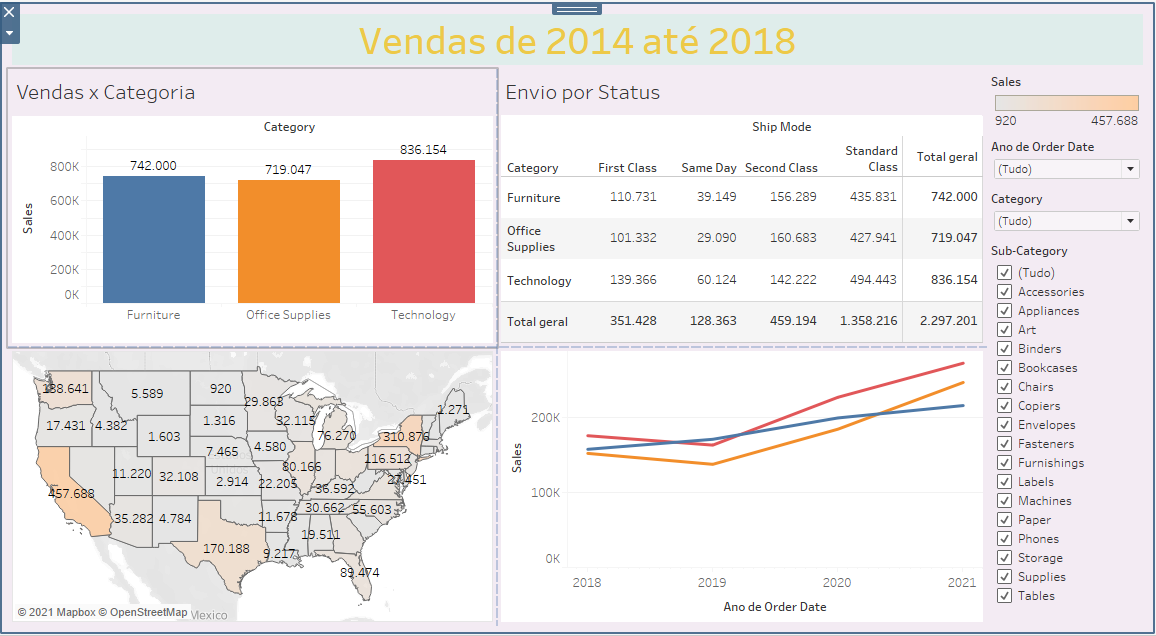 Vendas de 2014 até 2018
Vendas x Categoria
Category
Sales
800K
600K
400K
200K
0K
742.000
719.047
836.154
Furniture
Office Supplies
Technology
Envio por Status
Ship Mode
Category First Class Same Day Second Class Standard Class Total geral
Furniture 110.731 39.149 156.289 435.831 742.000
Office Supplies 101.332 29.090 160.683 427.941 719.047
Technology 139.366 60.124 142.222 494.443 836.154
Total geral 351.428 128.363 459.194 1.358.216 2.297.201
138.641
5.589
920
29.863
1.271
17.431
4.382
1.316
32.115
76.270
310.876
1.603
7.465
4.580
116.512
11.220
32.108
2.914
22.205
80.166
27.451
457.688
36.592
35.282
4.784
11.678
30.662
55.603
170.188
9.217
19.511
89.474
© 2021 Mapbox © OpenStreetMap
Mexico
Sales
200K
100K
0K
2018
2019
2020
2021
Ano de Order Date
Sales
920
457.688
Ano de Order Date
(Tudo)
Category
(Tudo)
Sub-Category
(Tudo)
Accessories
Appliances
Art
Binders
Bookcases
Chairs
Copiers
Envelopes
Fasteners
Furnishings
Labels
Machines
Paper
Phones
Storage
Supplies
Tables